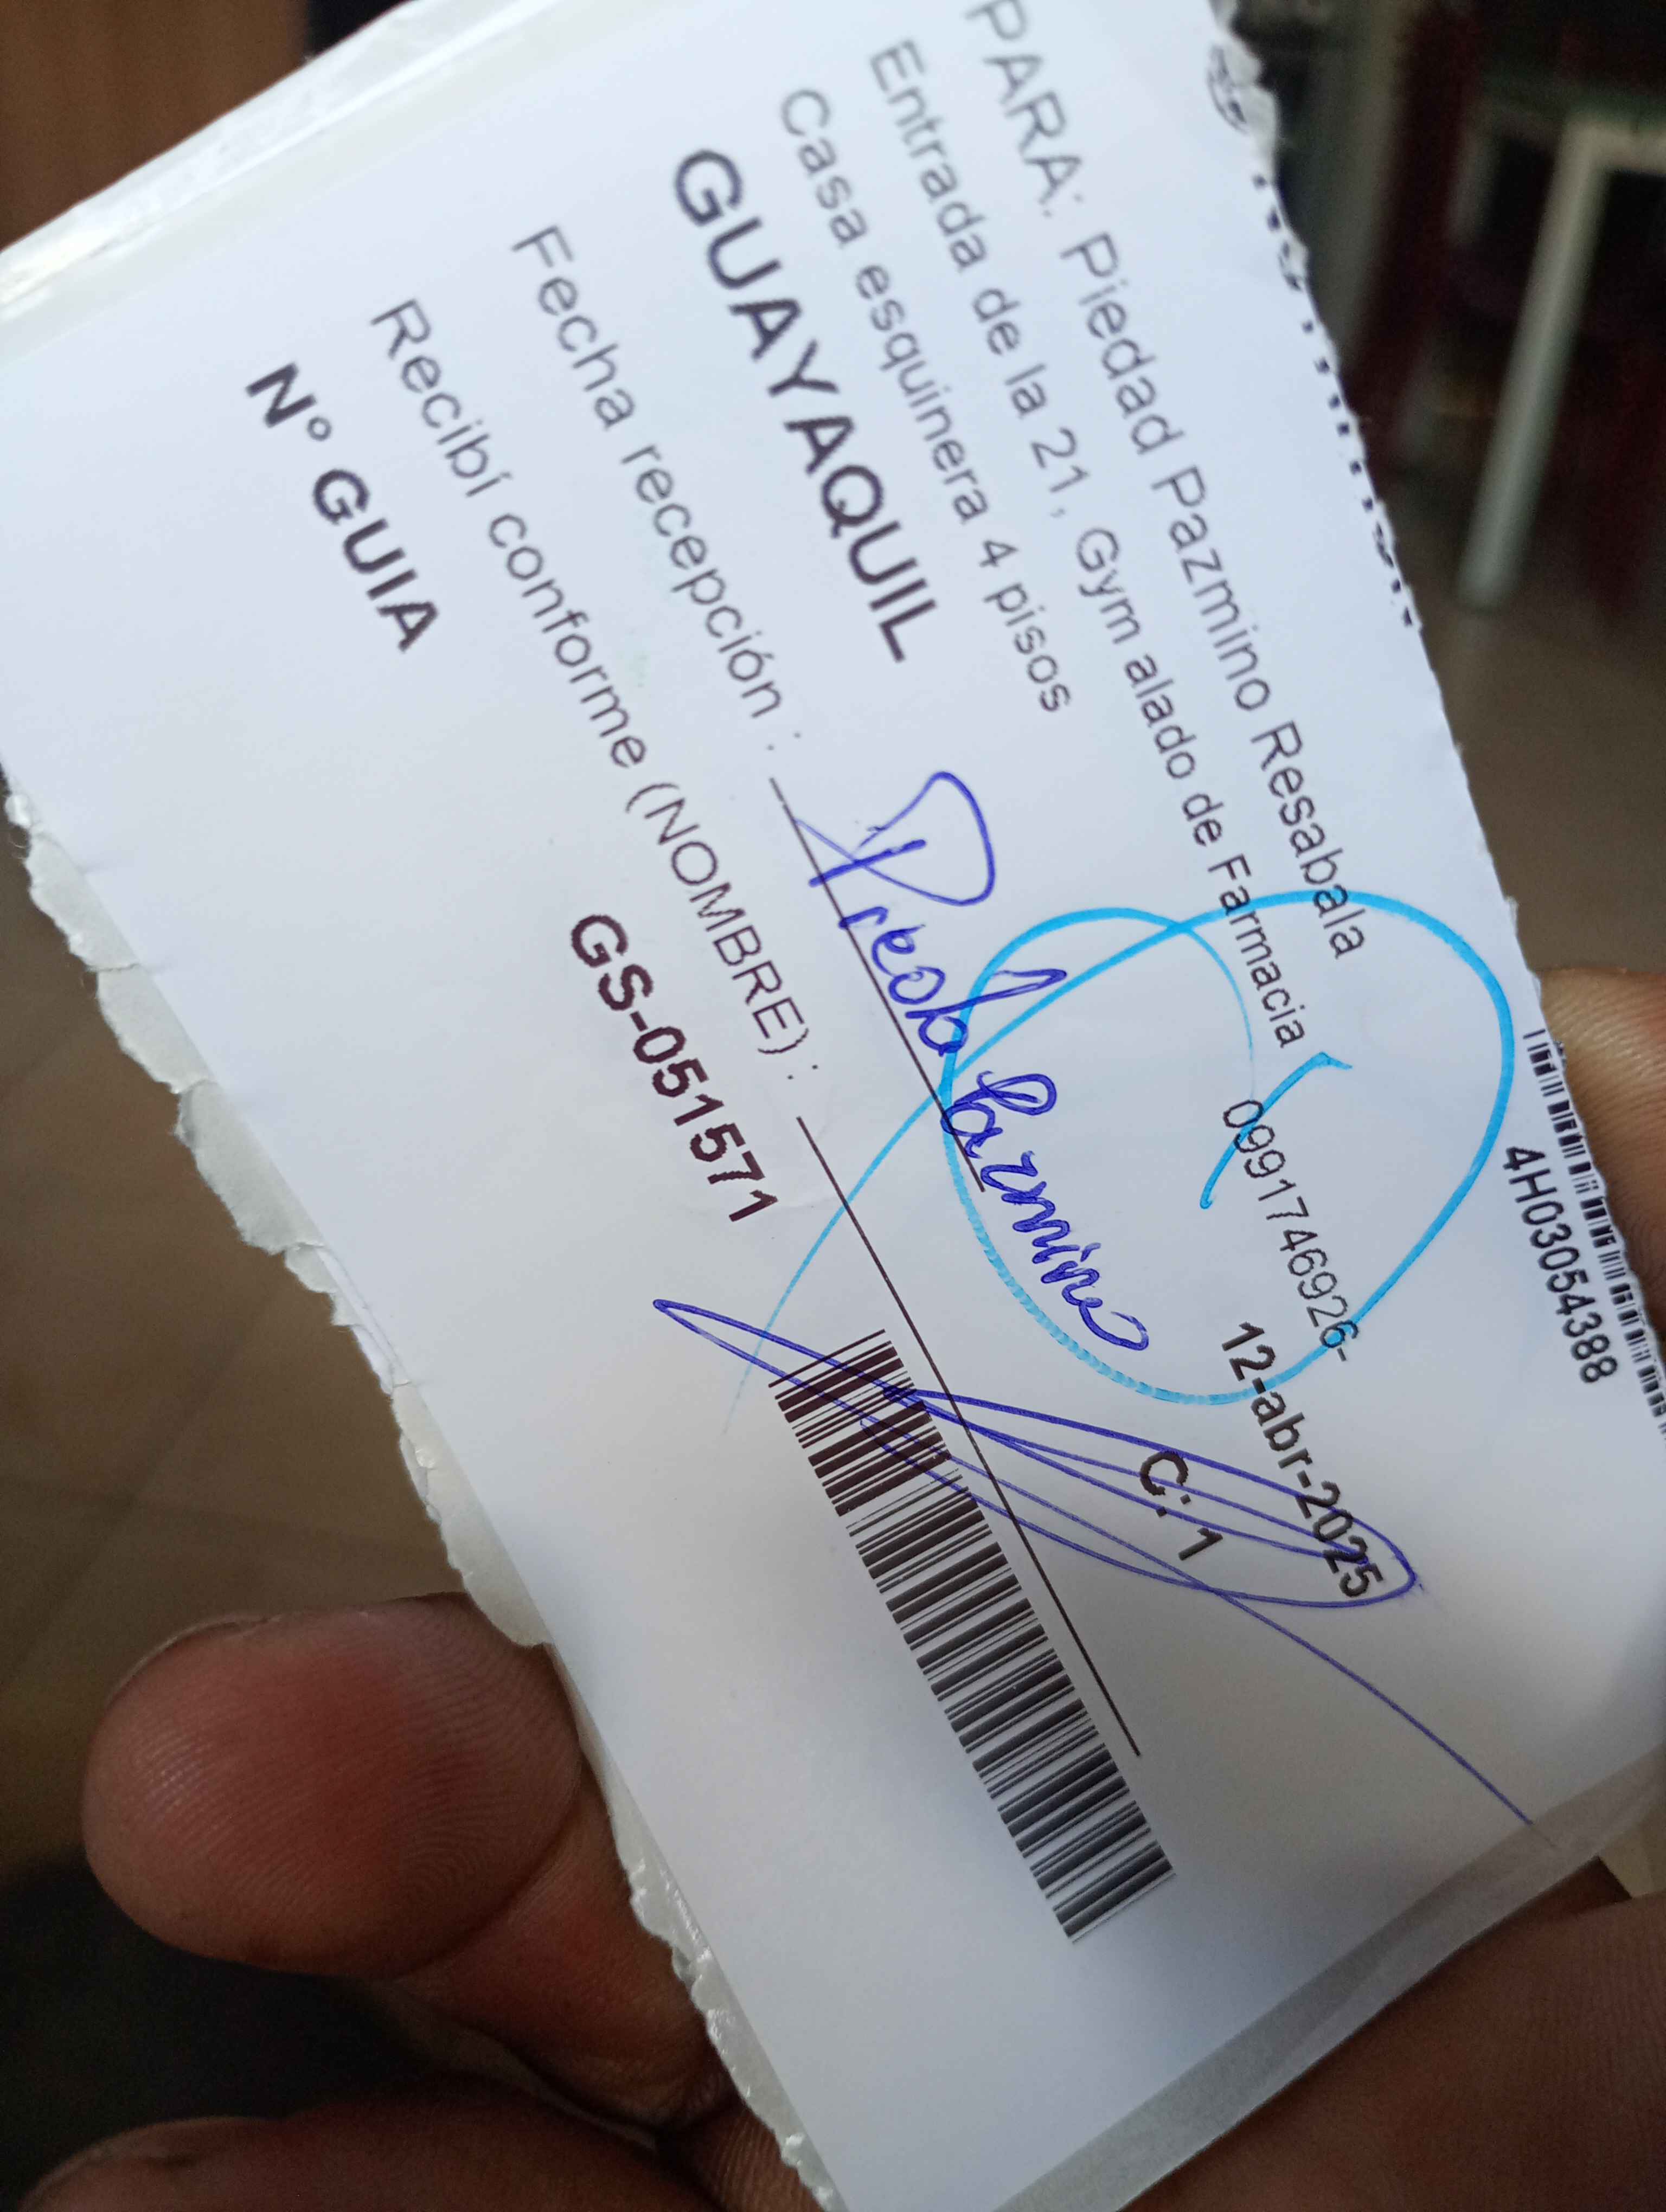 4H03054388
PARA: Piedad Pazmino Resabala
Entrada de la 21, Gym alado de Farmacia 0991746926-
Casa esquinera 4 pisos
12-abr-2025
GUAYAQUIL
C: 1
Fecha recepción :
Pazmino
Recibí conforme (NOMBRE) :
N° GUIA GS-051571